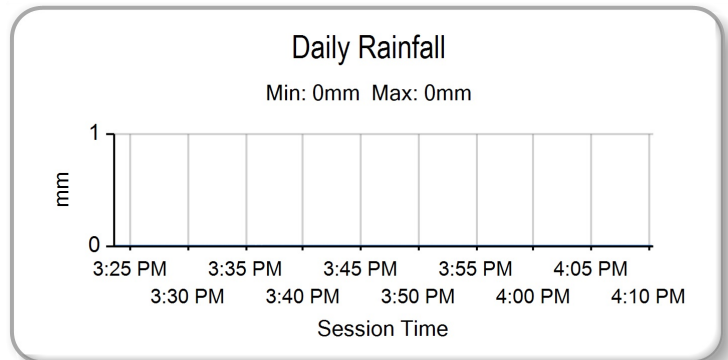 Daily Rainfall
Min: 0mm Max: 0mm
1
mm
0
3:25 PM 3:35 PM 3:45 PM 3:55 PM 4:05 PM
3:30 PM 3:40 PM 3:50 PM 4:00 PM 4:10 PM
Session Time